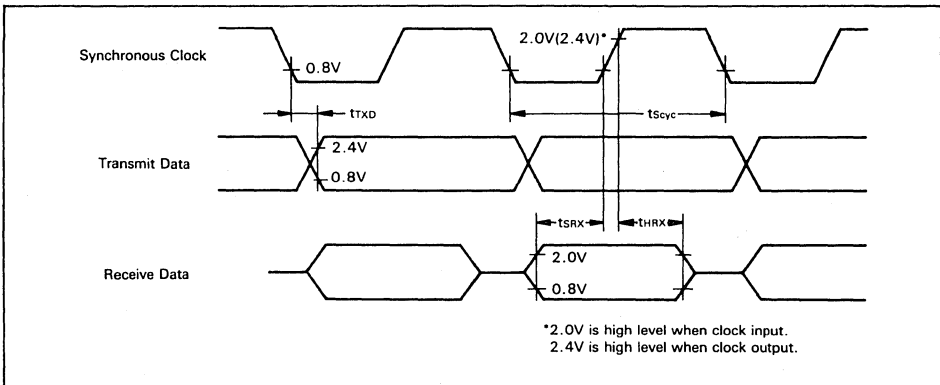 2.0V(2.4V)*
Synchronous Clock
0.8V
tTXD
tScyc
2.4V
Transmit Data
0.8V
tSRX
tHRX
2.0V
Receive Data
0.8V
*2.0V is high level when clock input.
2.4V is high level when clock output.